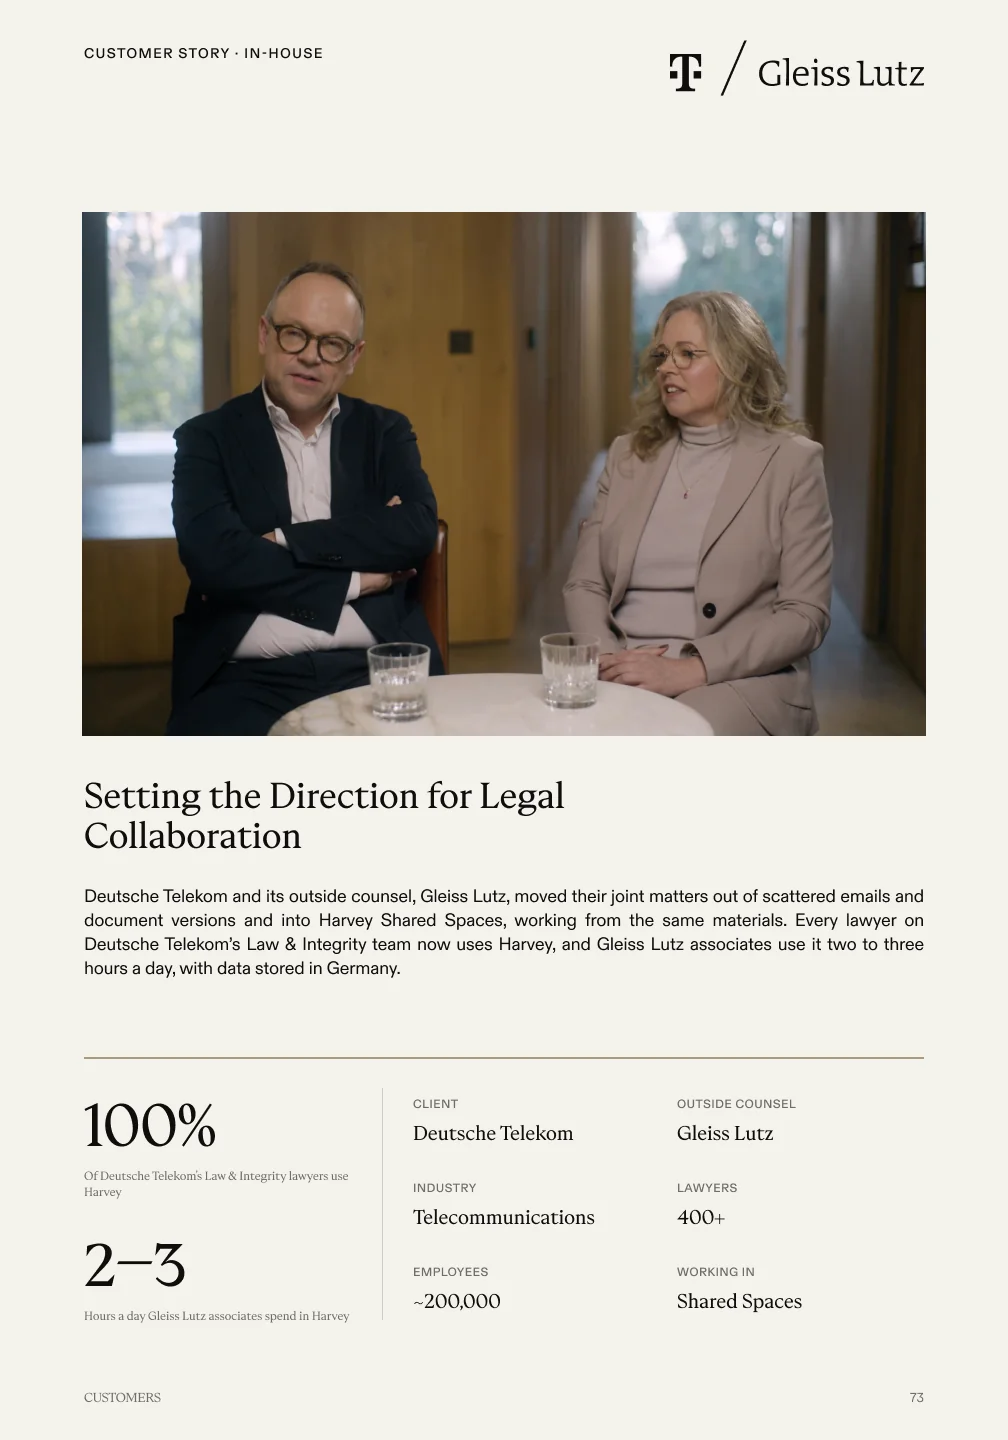 CUSTOMER STORY · IN-HOUSE
T / Gleiss Lutz
Setting the Direction for Legal
Collaboration
Deutsche Telekom and its outside counsel, Gleiss Lutz, moved their joint matters out of scattered emails and
document versions and into Harvey Shared Spaces, working from the same materials. Every lawyer on
Deutsche Telekom’s Law & Integrity team now uses Harvey, and Gleiss Lutz associates use it two to three
hours a day, with data stored in Germany.
100%
Of Deutsche Telekom's Law & Integrity lawyers use
Harvey
2—3
Hours a day Gleiss Lutz associates spend in Harvey
CLIENT
Deutsche Telekom
INDUSTRY
Telecommunications
EMPLOYEES
~200,000
OUTSIDE COUNSEL
Gleiss Lutz
LAWYERS
400+
WORKING IN
Shared Spaces
CUSTOMERS
73